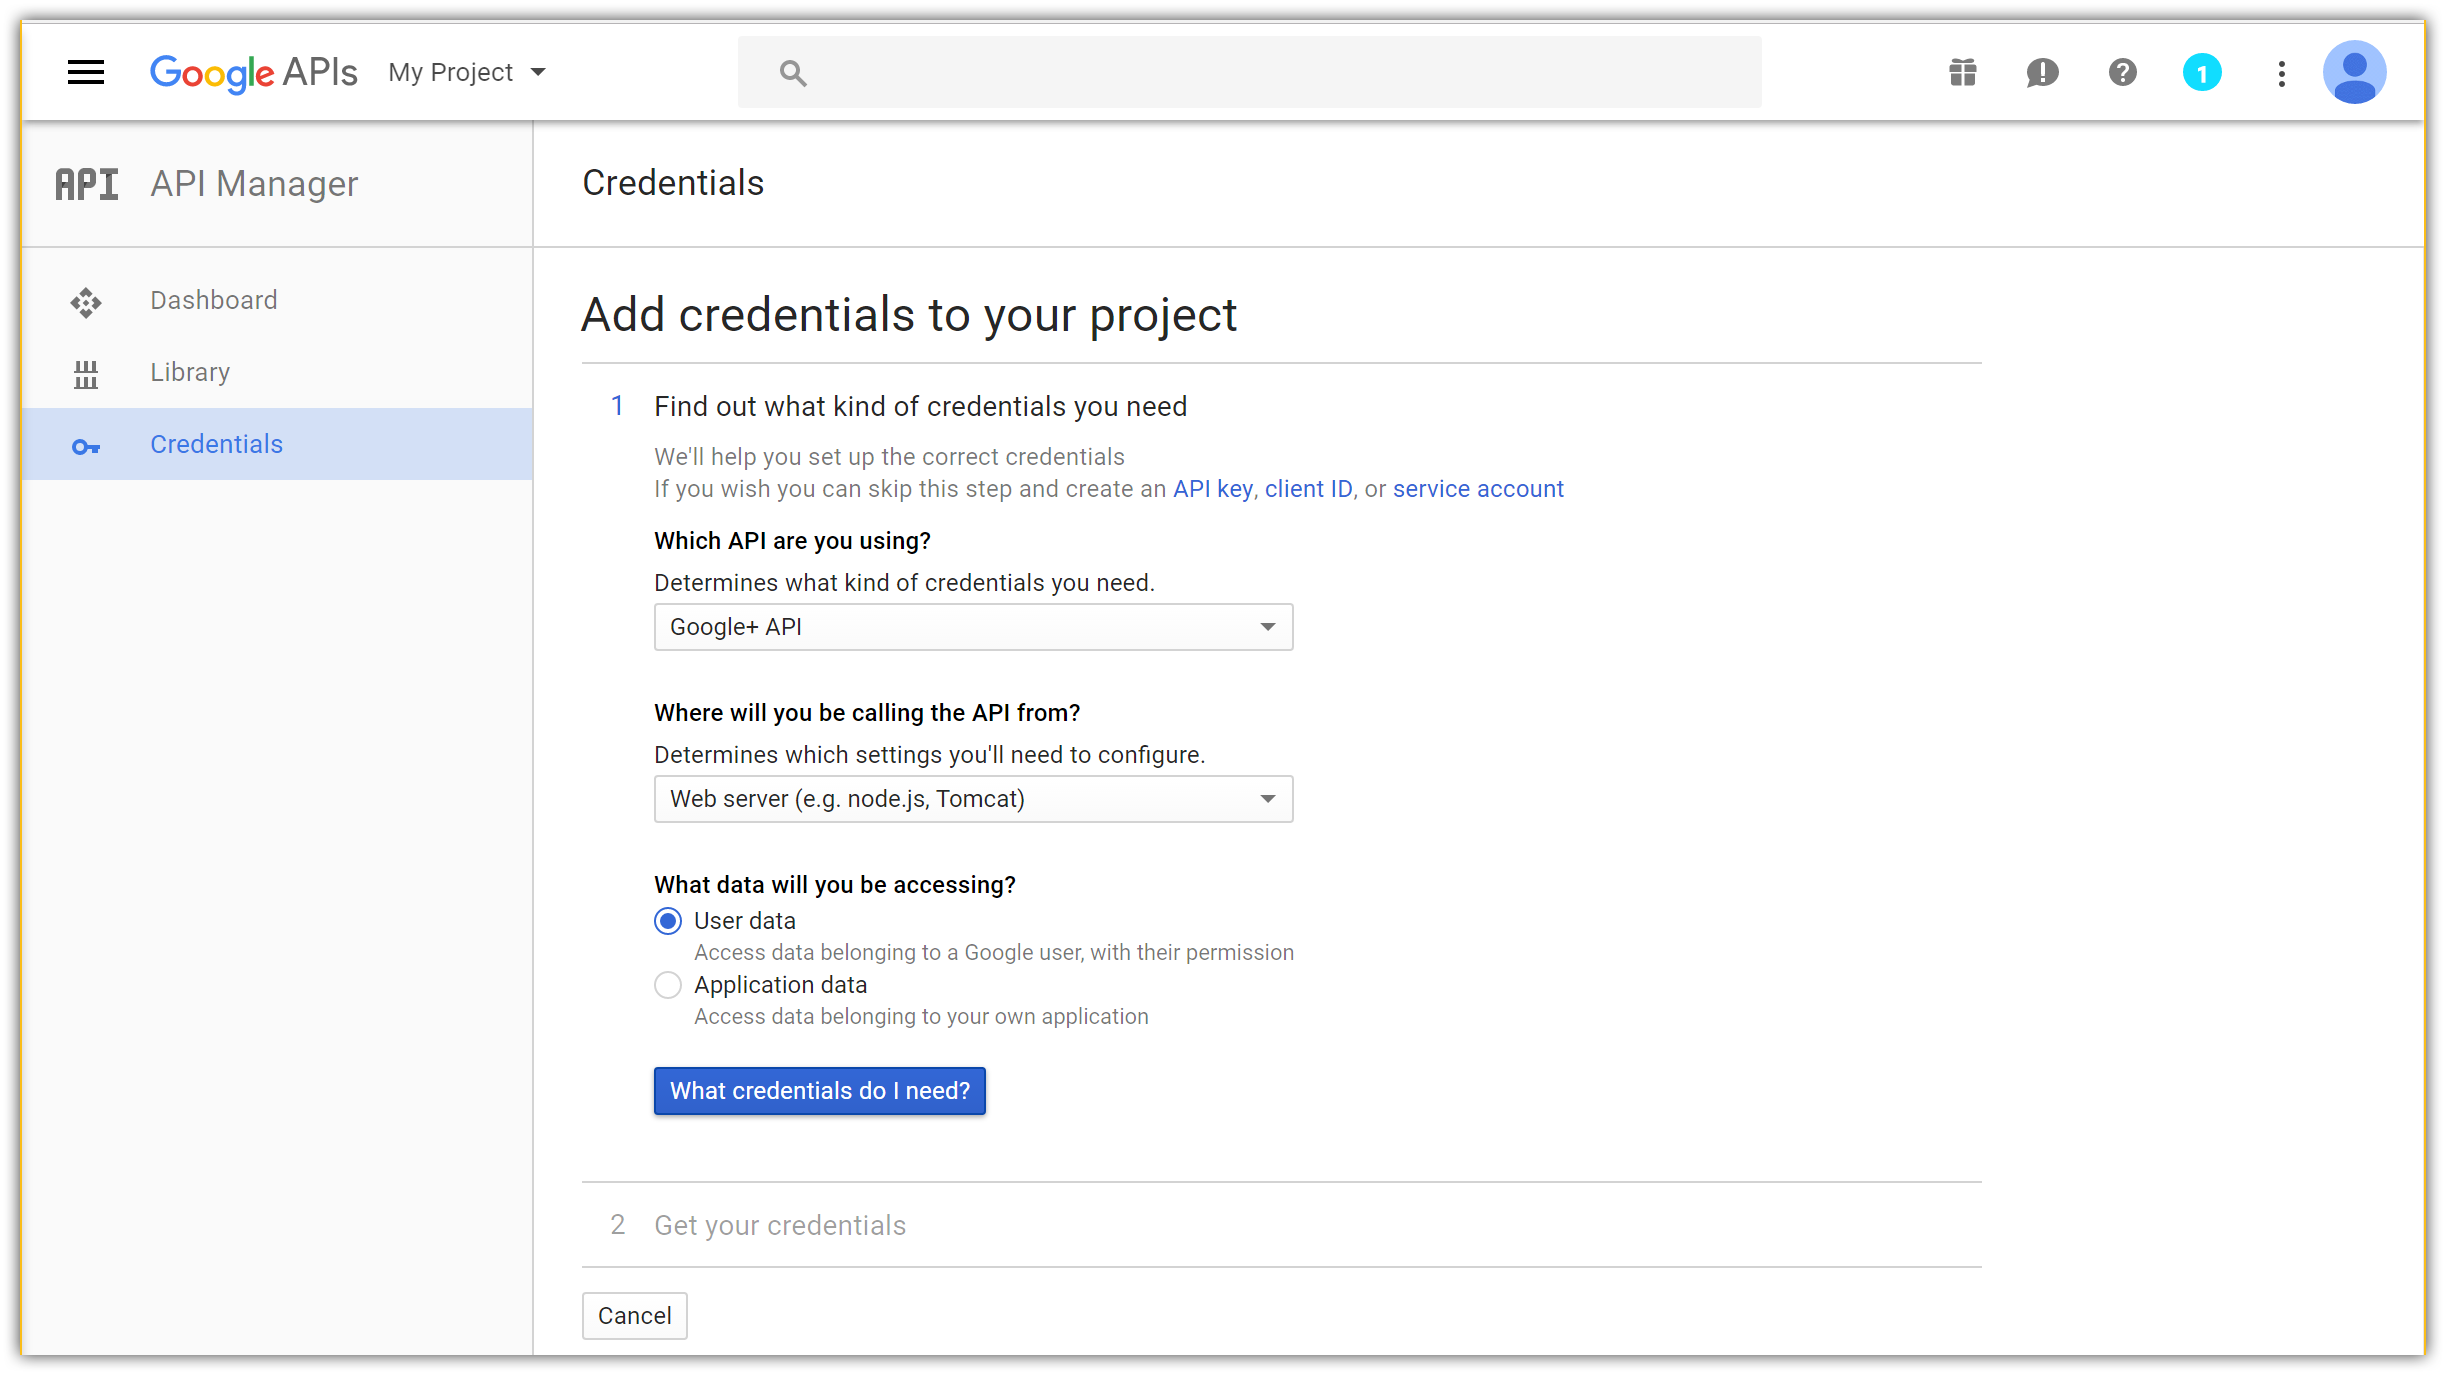 Google APIs My Project
1
API API Manager
Credentials
Dashboard
Library
Credentials
Add credentials to your project
1 Find out what kind of credentials you need
We'll help you set up the correct credentials
If you wish you can skip this step and create an API key, client ID, or service account
Which API are you using?
Determines what kind of credentials you need.
Google+ API
Where will you be calling the API from?
Determines which settings you'll need to configure.
Web server (e.g. node.js, Tomcat)
What data will you be accessing?
User data
Access data belonging to a Google user, with their permission
Application data
Access data belonging to your own application
What credentials do I need?
2 Get your credentials
Cancel